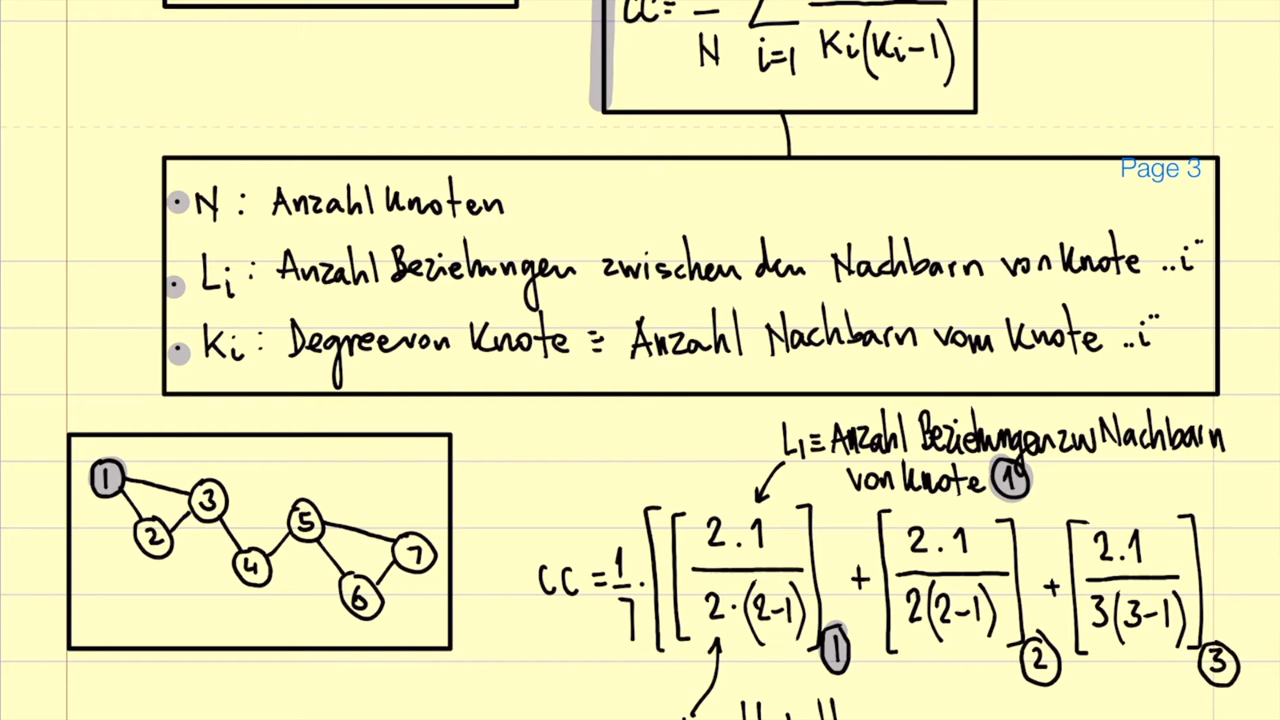 CC = 1/N Σ i=1 Ki(Ki-1)
Page 3
• N : Anzahl Knoten
• Li : Anzahl Beziehungen zwischen den Nachbarn von Knote „i"
• Ki : Degree von Knote ≡ Anzahl Nachbarn vom Knote „i"
L1 ≡ Anzahl Beziehungen zw Nachbarn
von Knote 1
1 2 3 4 5 6 7
CC = 1/7 · [[2.1 / 2·(2-1)]1 + [2.1 / 2(2-1)]2 + [2.1 / 3(3-1)]3